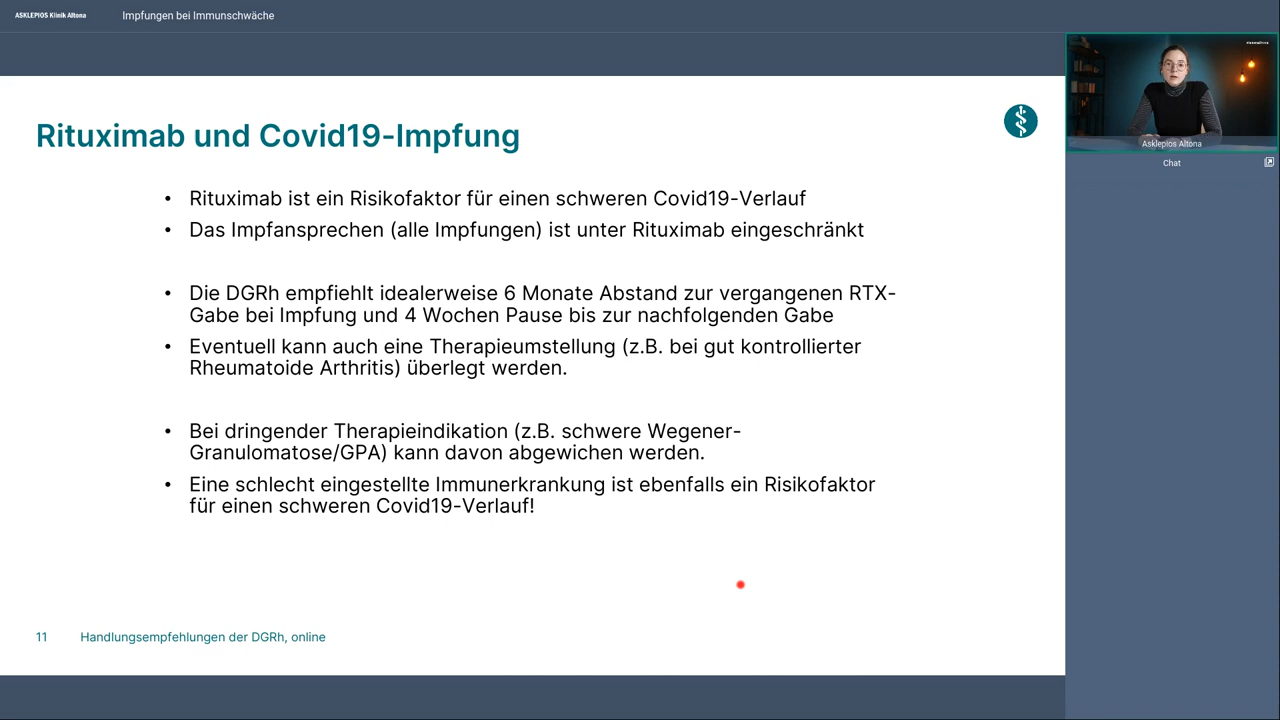 ASKLEPIOS Klinik Altona
Impfungen bei Immunschwäche
Rituximab und Covid19-Impfung
• Rituximab ist ein Risikofaktor für einen schweren Covid19-Verlauf
• Das Impfansprechen (alle Impfungen) ist unter Rituximab eingeschränkt
• Die DGRh empfiehlt idealerweise 6 Monate Abstand zur vergangenen RTX-
Gabe bei Impfung und 4 Wochen Pause bis zur nachfolgenden Gabe
• Eventuell kann auch eine Therapieumstellung (z.B. bei gut kontrollierter
Rheumatoide Arthritis) überlegt werden.
• Bei dringender Therapieindikation (z.B. schwere Wegener-
Granulomatose/GPA) kann davon abgewichen werden.
• Eine schlecht eingestellte Immunerkrankung ist ebenfalls ein Risikofaktor
für einen schweren Covid19-Verlauf!
11 Handlungsempfehlungen der DGRh, online
Asklepios Altona
Chat